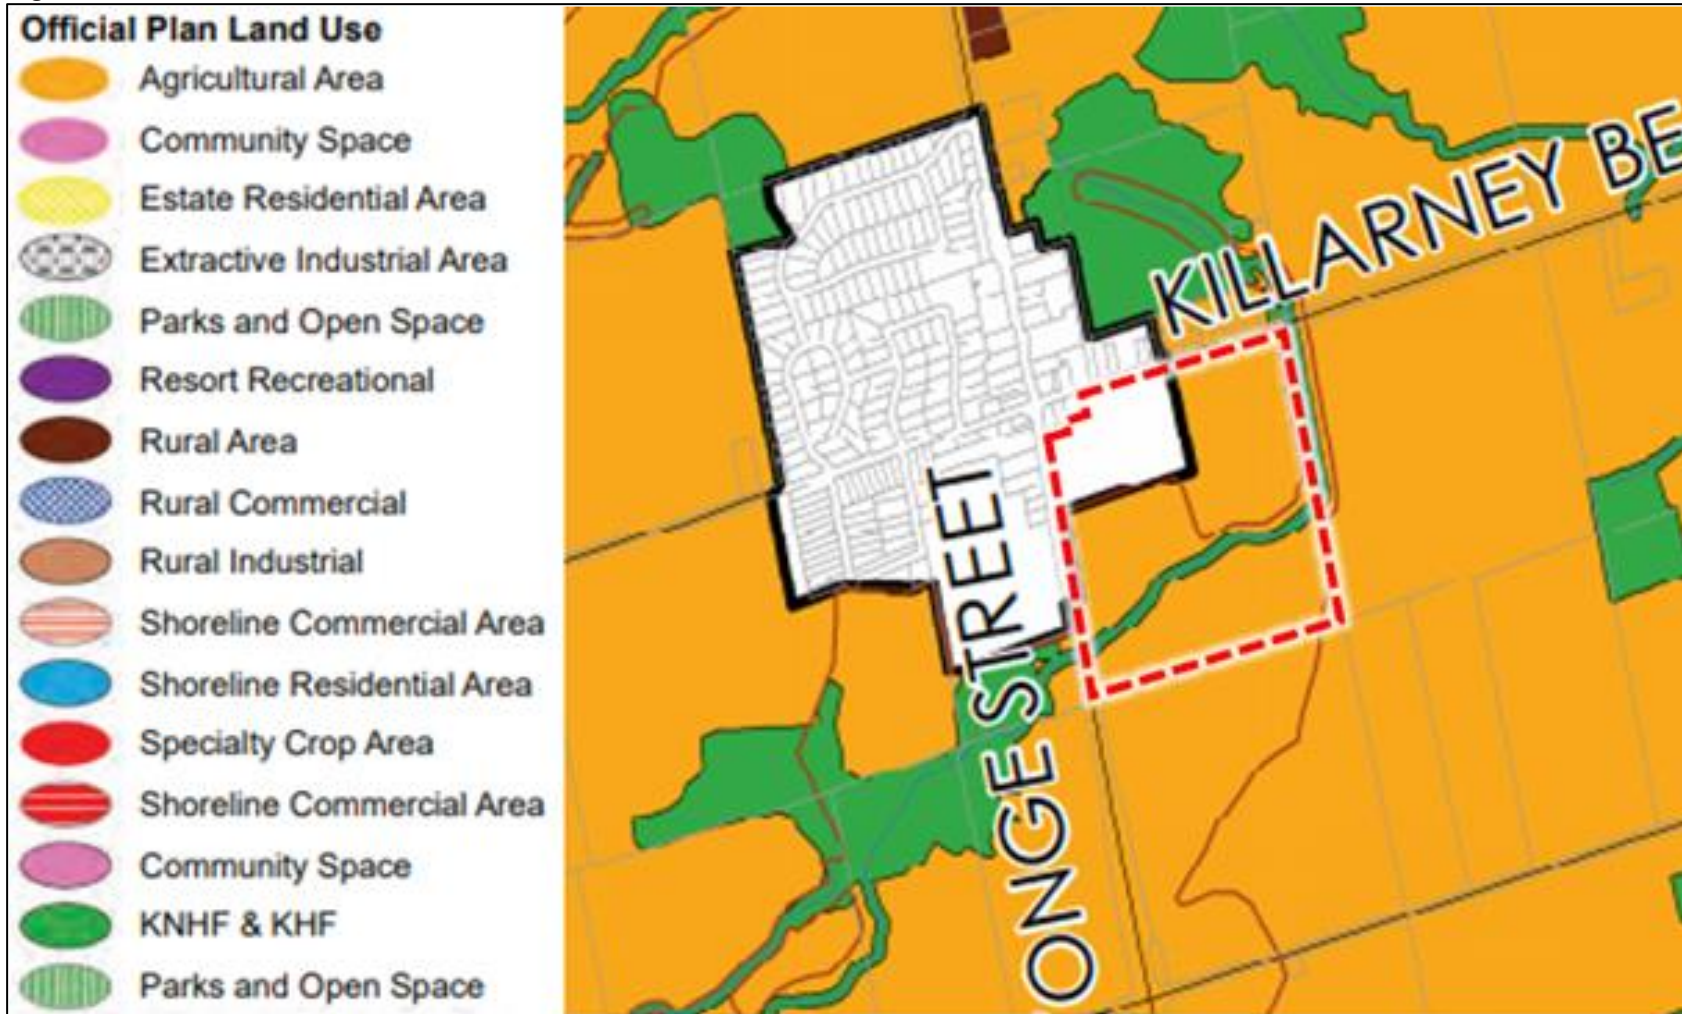 Official Plan Land Use
Agricultural Area
Community Space
Estate Residential Area
Extractive Industrial Area
Parks and Open Space
Resort Recreational
Rural Area
Rural Commercial
Rural Industrial
Shoreline Commercial Area
Shoreline Residential Area
Specialty Crop Area
Shoreline Commercial Area
Community Space
KNHF & KHF
Parks and Open Space
KILLARNEY BE
ONGE STREET